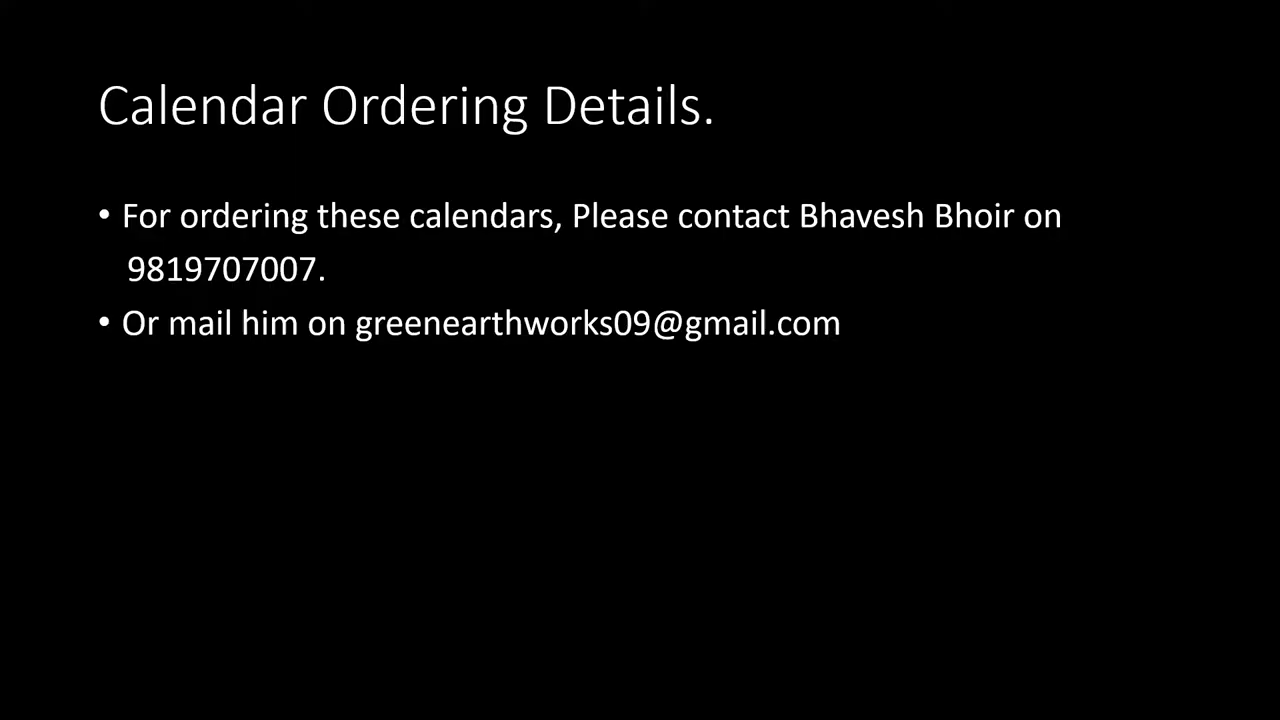 Calendar Ordering Details.
• For ordering these calendars, Please contact Bhavesh Bhoir on
9819707007.
• Or mail him on greenearthworks09@gmail.com